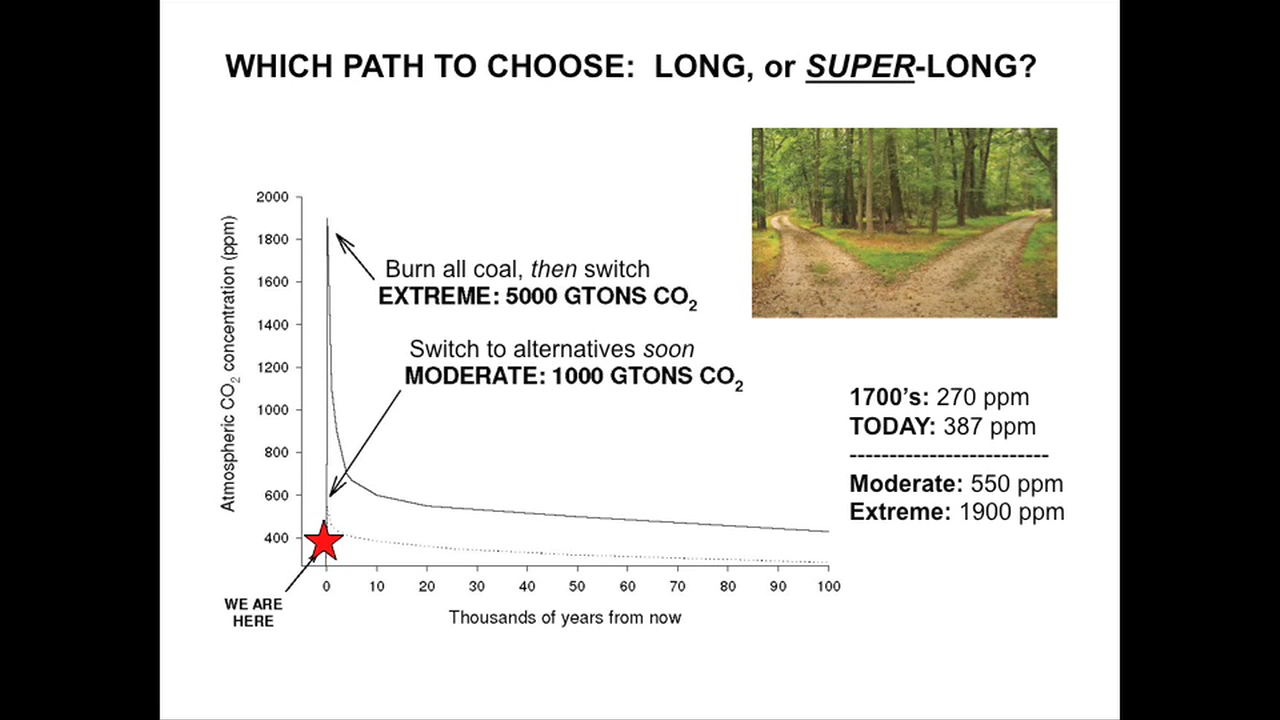 WHICH PATH TO CHOOSE: LONG, or SUPER-LONG?
2000
1800
1600
1400
1200
1000
800
600
400
Atmospheric CO2 concentration (ppm)
Burn all coal, then switch
EXTREME: 5000 GTONS CO2
Switch to alternatives soon
MODERATE: 1000 GTONS CO2
1700's: 270 ppm
TODAY: 387 ppm
-------------------------
Moderate: 550 ppm
Extreme: 1900 ppm
0 10 20 30 40 50 60 70 80 90 100
Thousands of years from now
WE ARE
HERE